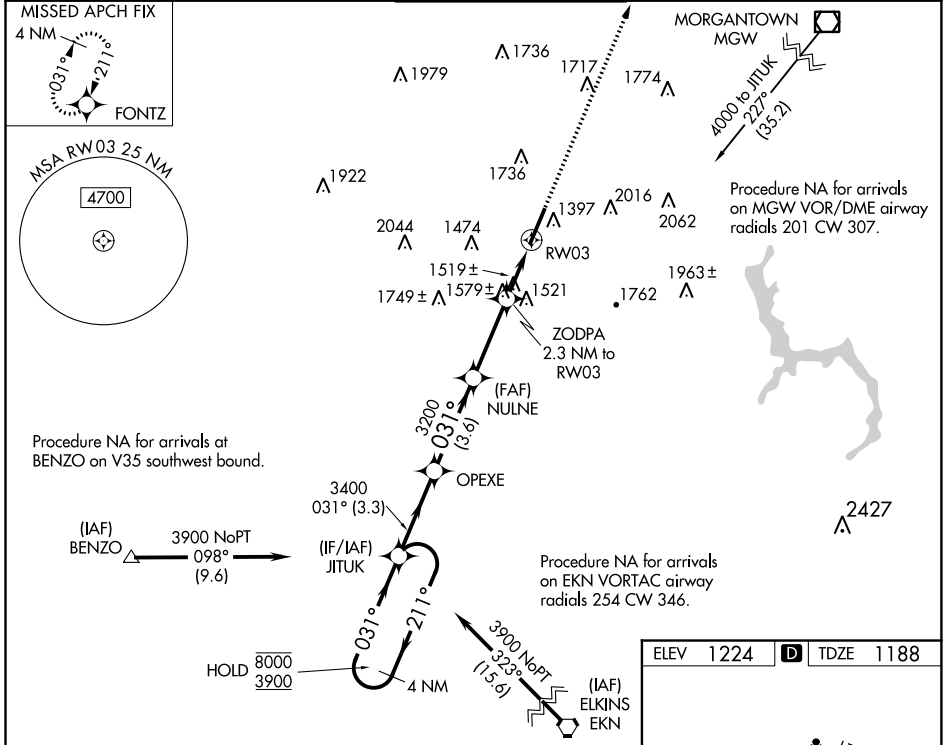 MISSED APCH FIX
4 NM
031°
211°
FONTZ
MSA RW03 25 NM
4700
1979
1736
1717
1774
MORGANTOWN
MGW
4000 to JITUK
227°
(35.2)
1922
1736
Procedure NA for arrivals
on MGW VOR/DME airway
radials 201 CW 307.
2044
1474
1397
2016
2062
RW03
1519±
1749±
1579±
1521
1762
1963±
ZODPA
2.3 NM to
RW03
(FAF)
NULNE
3200
031°
(3.6)
Procedure NA for arrivals at
BENZO on V35 southwest bound.
OPEXE
3400
031° (3.3)
2427
(IAF)
BENZO
3900 NoPT
098°
(9.6)
(IF/IAF)
JITUK
Procedure NA for arrivals
on EKN VORTAC airway
radials 254 CW 346.
031°
211°
HOLD 8000
3900
4 NM
3900 NoPT
323°
(15.6)
(IAF)
ELKINS
EKN
ELEV 1224 D TDZE 1188